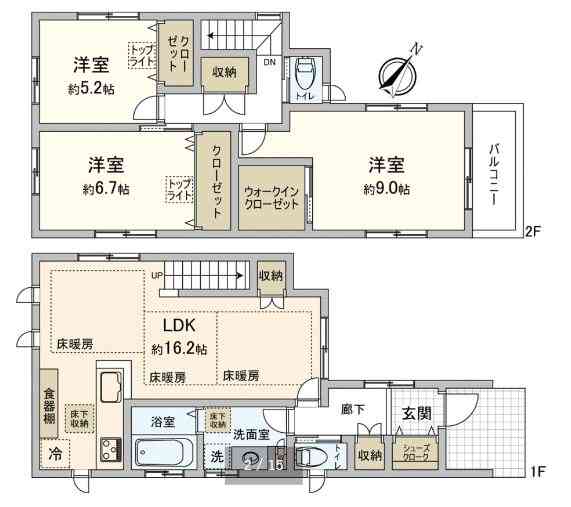 洋室
約5.2帖
トップ
ライト
クロー
ゼット
収納
DN
トイレ
N
洋室
約6.7帖
トップ
ライト
クローゼット
ウォークイン
クローゼット
洋室
約9.0帖
バルコニー
2F
UP
収納
床暖房
LDK
約16.2帖
床暖房
床暖房
食器棚
床下
収納
冷
浴室
床下
収納
洗面室
洗
トイレ
廊下
収納
玄関
シューズ
クローク
1F
2 / 15